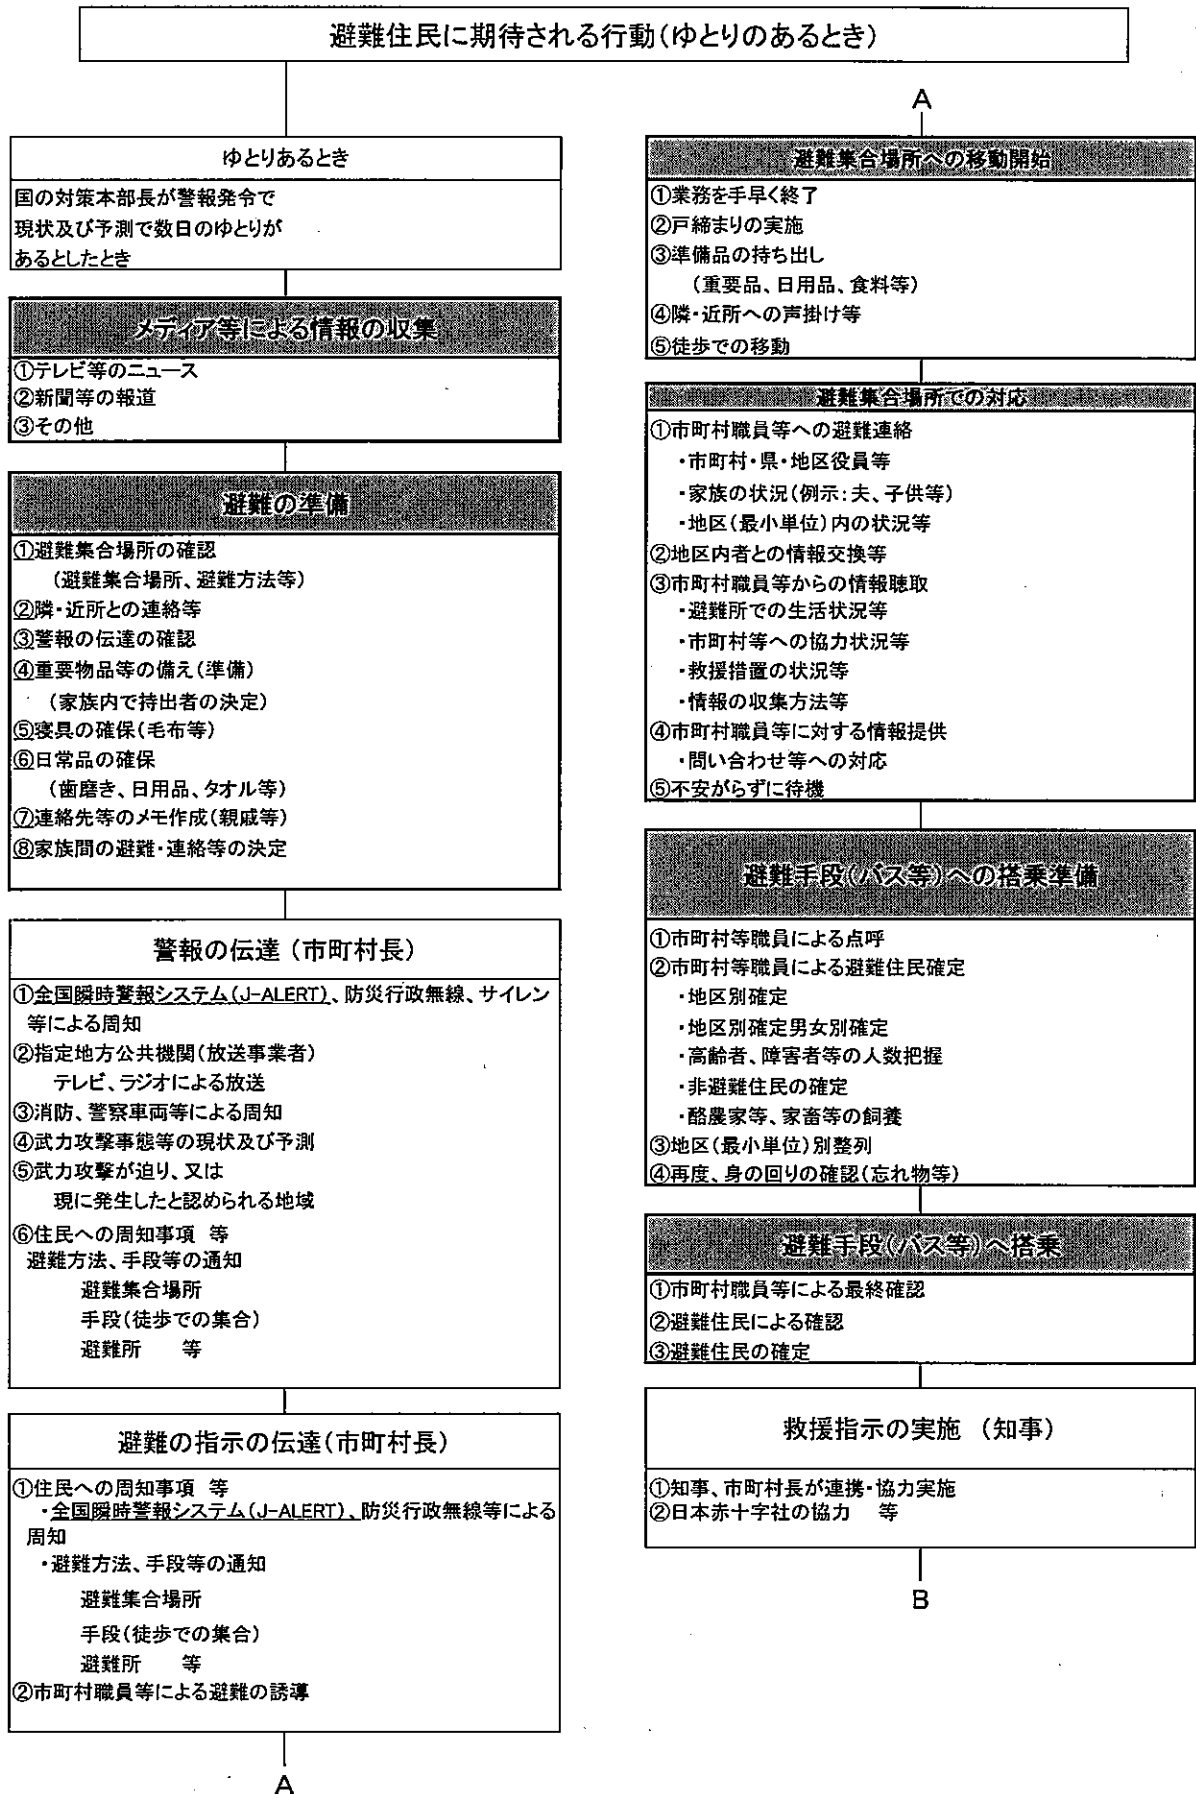 避難住民に期待される行動(ゆとりのあるとき)
ゆとりあるとき
国の対策本部長が警報発令で
現状及び予測で数日のゆとりが
あるとしたとき
メディア等による情報の収集
①テレビ等のニュース
②新聞等の報道
③その他
避難の準備
①避難集合場所の確認
(避難集合場所、避難方法等)
②隣・近所との連絡等
③警報の伝達の確認
④重要物品等の備え(準備)
(家族内で持出者の決定)
⑤寝具の確保(毛布等)
⑥日常品の確保
(歯磨き、日用品、タオル等)
⑦連絡先等のメモ作成(親戚等)
⑧家族間の避難・連絡等の決定
警報の伝達(市町村長)
①全国瞬時警報システム(J-ALERT)、防災行政無線、サイレン
等による周知
②指定地方公共機関(放送事業者)
テレビ、ラジオによる放送
③消防、警察車両等による周知
④武力攻撃事態等の現状及び予測
⑤武力攻撃が迫り、又は
現に発生したと認められる地域
⑥住民への周知事項 等
避難方法、手段等の通知
避難集合場所
手段(徒歩での集合)
避難所 等
避難の指示の伝達(市町村長)
①住民への周知事項 等
・全国瞬時警報システム(J-ALERT)、防災行政無線等による
周知
・避難方法、手段等の通知
避難集合場所
手段(徒歩での集合)
避難所 等
②市町村職員等による避難の誘導
A
A
避難集合場所への移動開始
①業務を手早く終了
②戸締まりの実施
③準備品の持ち出し
(重要品、日用品、食料等)
④隣・近所への声掛け等
⑤徒歩での移動
避難集合場所での対応
①市町村職員等への避難連絡
・市町村・県・地区役員等
・家族の状況(例示:夫、子供等)
・地区(最小単位)内の状況等
②地区内者との情報交換等
③市町村職員等からの情報聴取
・避難所での生活状況等
・市町村等への協力状況等
・救援措置の状況等
・情報の収集方法等
④市町村職員等に対する情報提供
・問い合わせ等への対応
⑤不安がらずに待機
避難手段(バス等)への搭乗準備
①市町村等職員による点呼
②市町村等職員による避難住民確定
・地区別確定
・地区別確定男女別確定
・高齢者、障害者等の人数把握
・非避難住民の確定
・酪農家等、家畜等の飼養
③地区(最小単位)別整列
④再度、身の回りの確認(忘れ物等)
避難手段(バス等)へ搭乗
①市町村職員等による最終確認
②避難住民による確認
③避難住民の確定
救援指示の実施 (知事)
①知事、市町村長が連携・協力実施
②日本赤十字社の協力 等
B